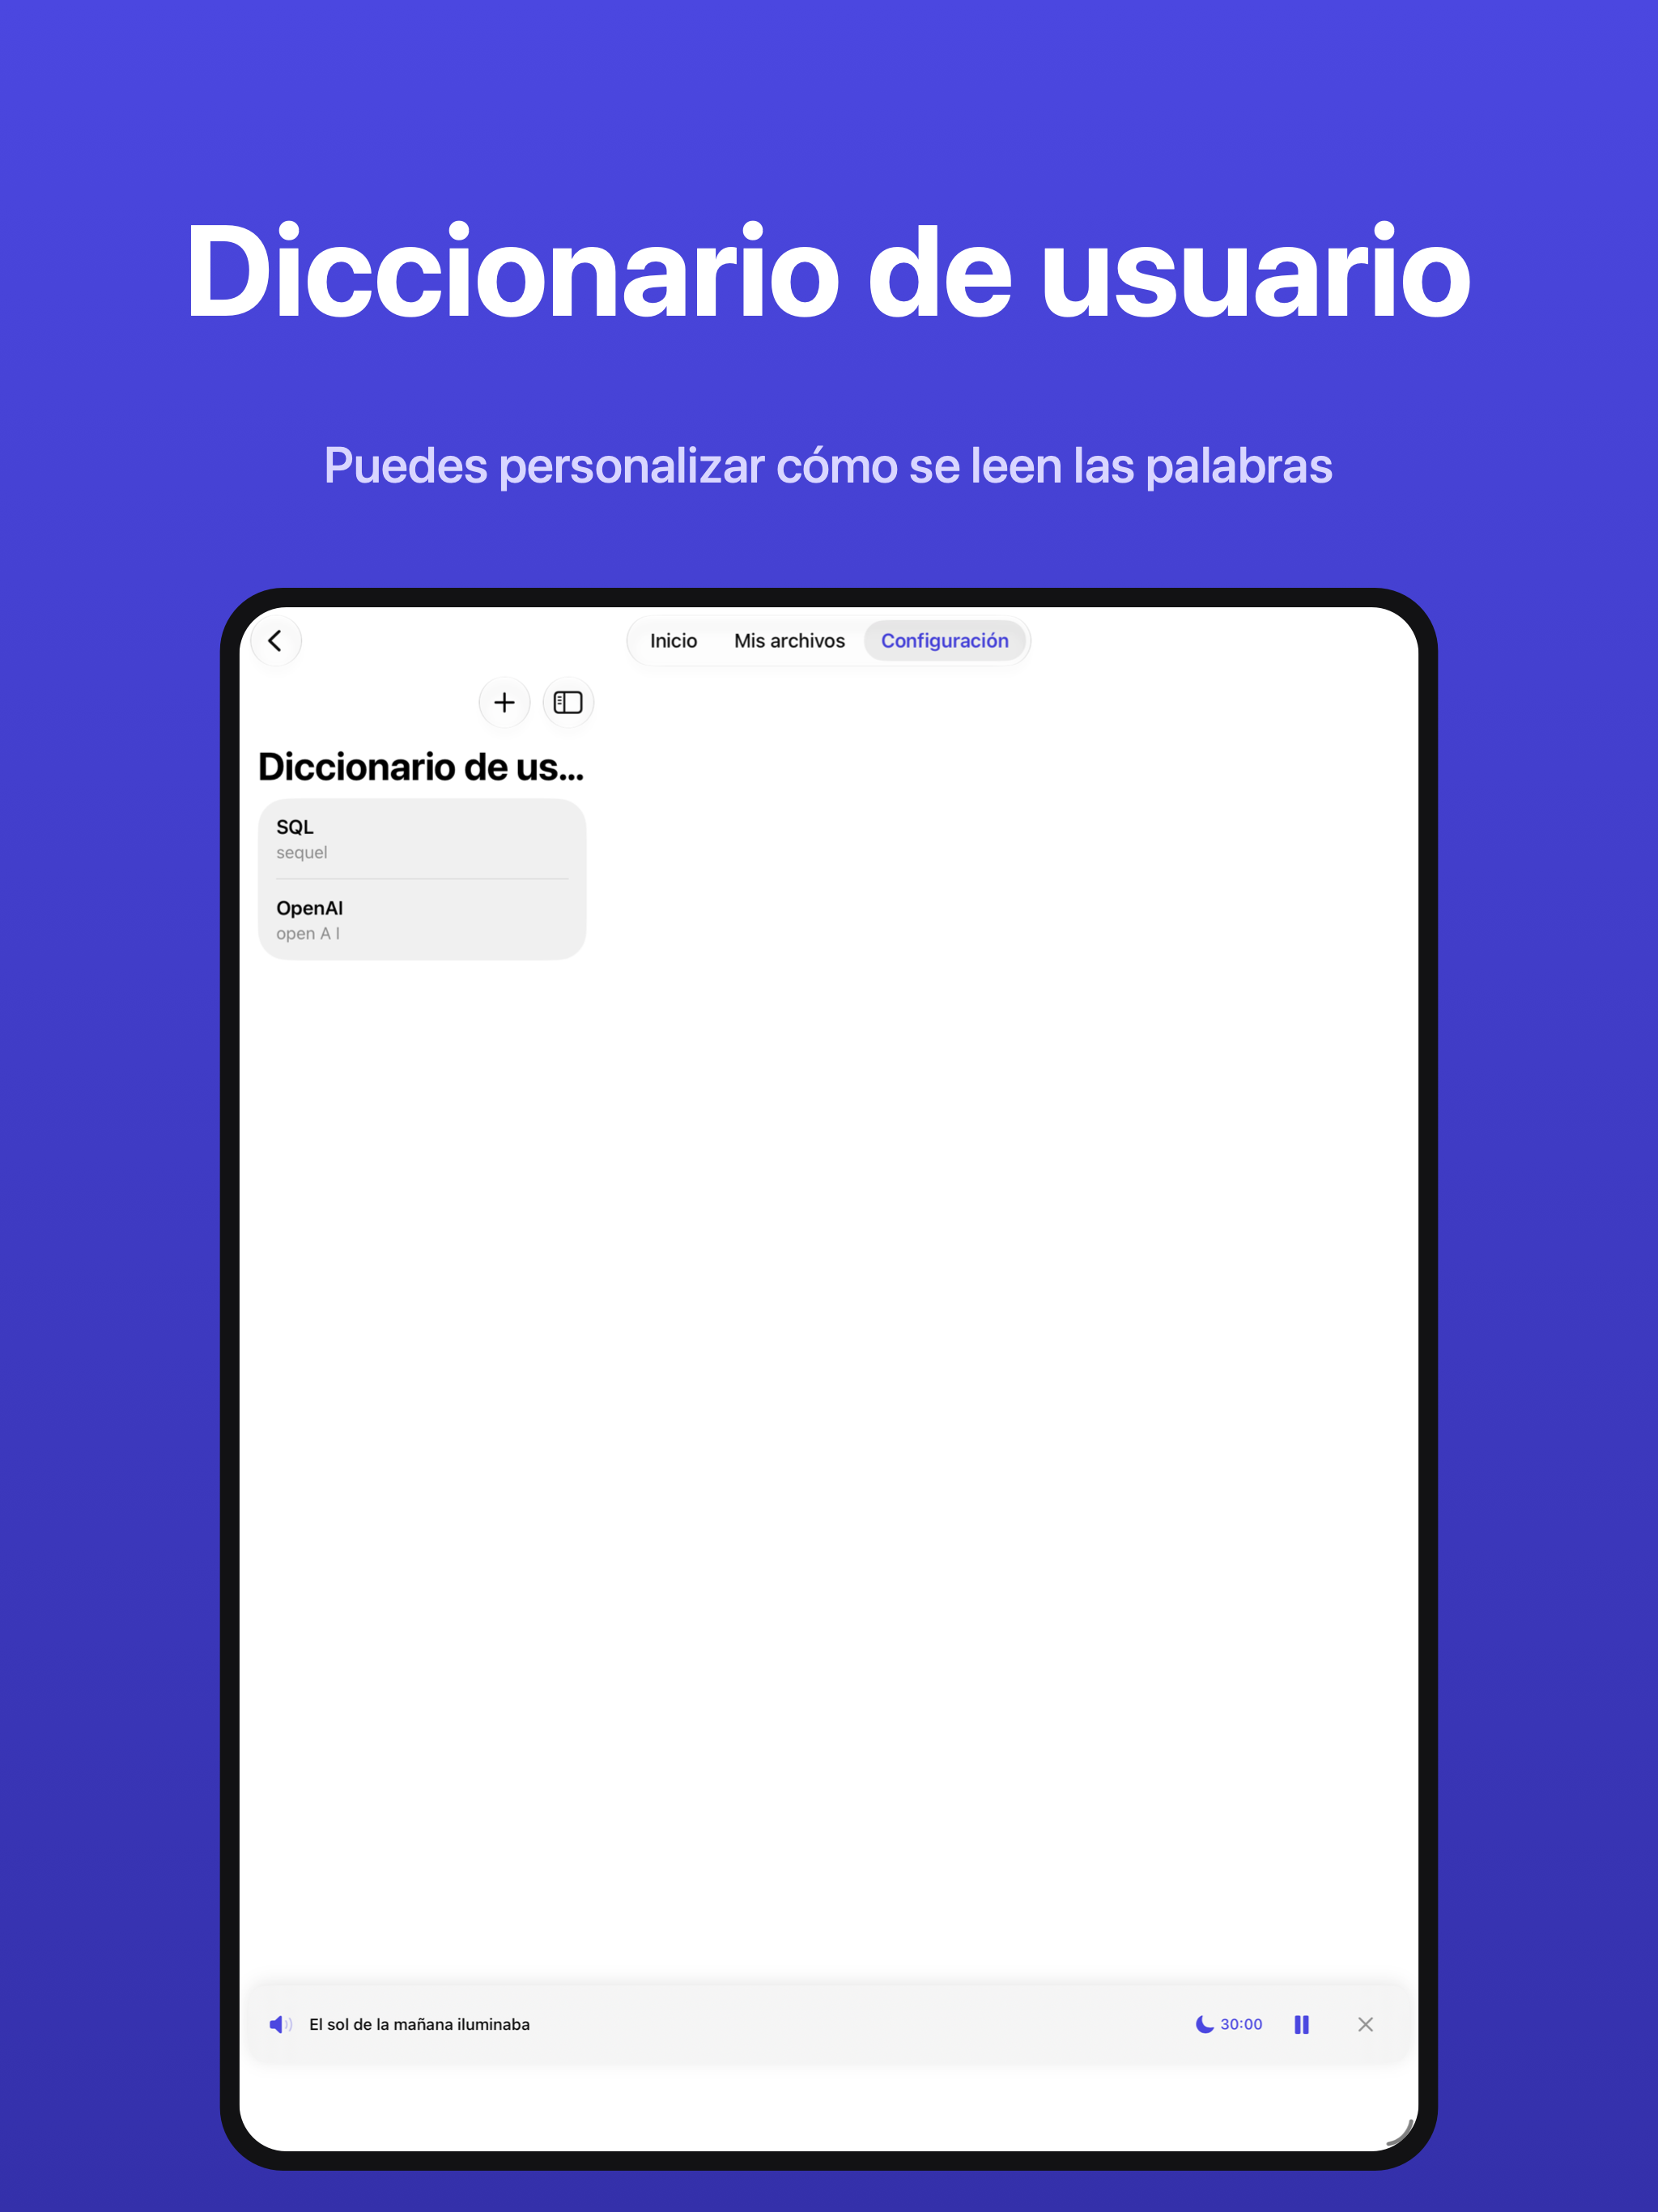 Diccionario de usuario
Puedes personalizar cómo se leen las palabras
Inicio Mis archivos Configuración
Diccionario de us...
SQL
sequel
OpenAI
open A I
El sol de la mañana iluminaba 30:00